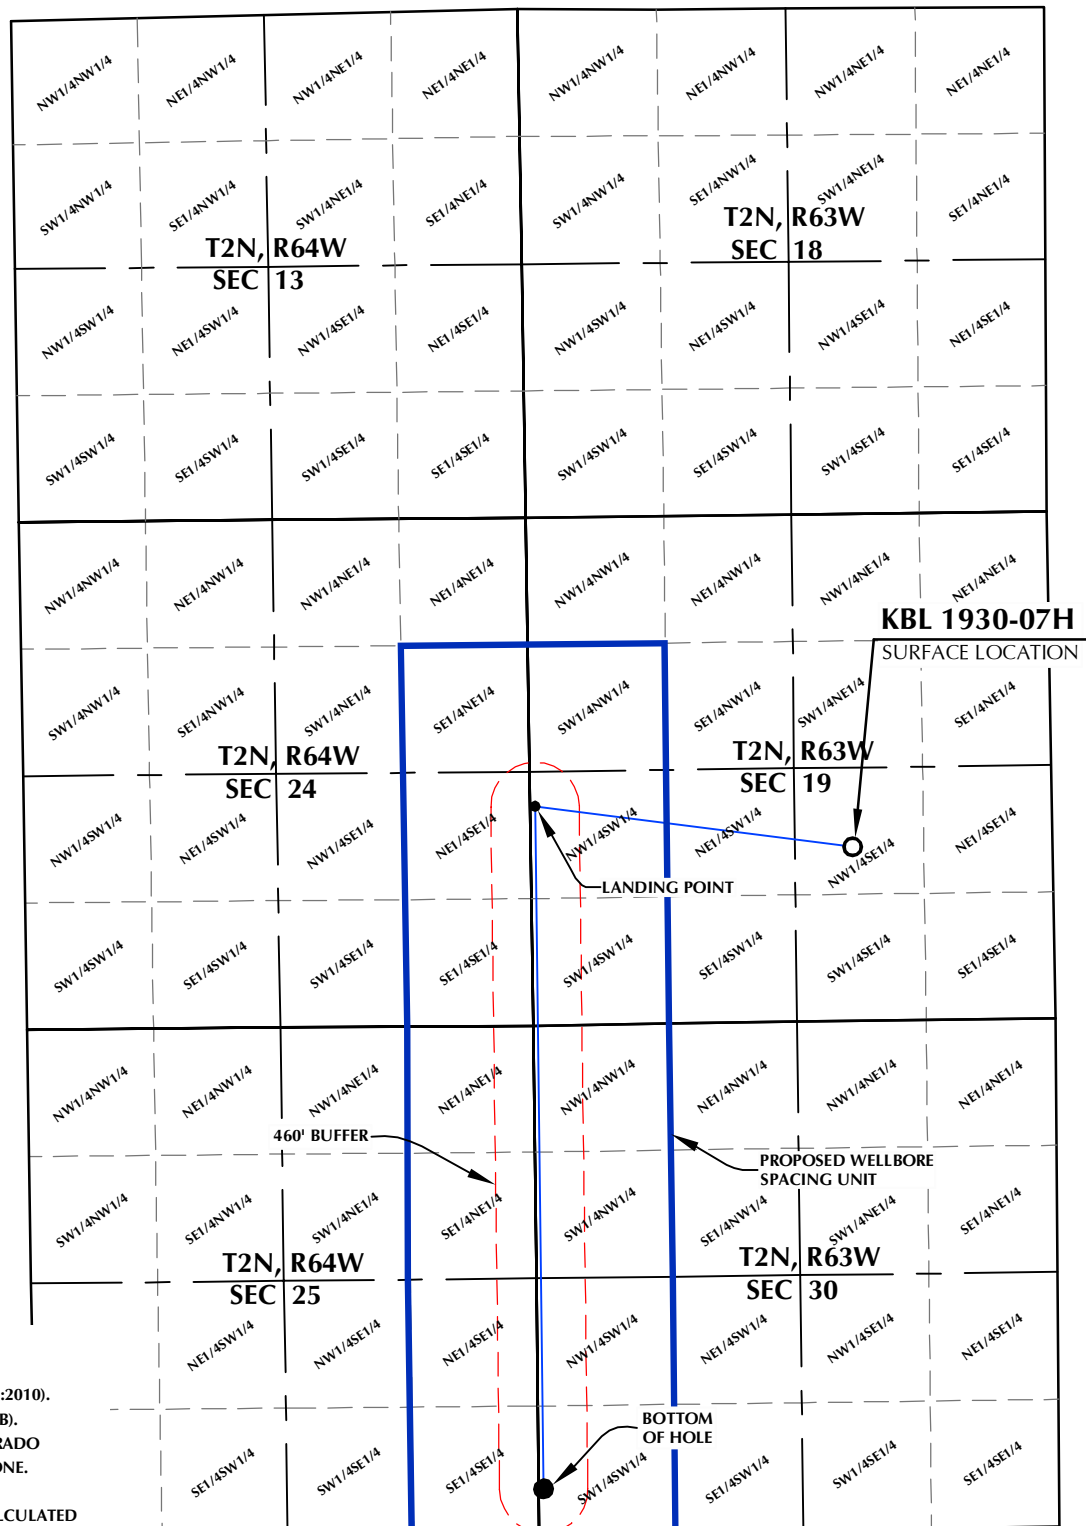 NW1/4NW1/4 NE1/4NW1/4 NW1/4NE1/4 NE1/4NE1/4 NW1/4NW1/4 NE1/4NW1/4 NW1/4NE1/4 NE1/4NE1/4
SW1/4NW1/4 SE1/4NW1/4 SW1/4NE1/4 SE1/4NE1/4 SW1/4NW1/4 SE1/4NW1/4 SW1/4NE1/4 SE1/4NE1/4
T2N, R64W
SEC 13
T2N, R63W
SEC 18
NW1/4SW1/4 NE1/4SW1/4 NW1/4SE1/4 NE1/4SE1/4 NW1/4SW1/4 NE1/4SW1/4 NW1/4SE1/4 NE1/4SE1/4
SW1/4SW1/4 SE1/4SW1/4 SW1/4SE1/4 SE1/4SE1/4 SW1/4SW1/4 SE1/4SW1/4 SW1/4SE1/4 SE1/4SE1/4
NW1/4NW1/4 NE1/4NW1/4 NW1/4NE1/4 NE1/4NE1/4 NW1/4NW1/4 NE1/4NW1/4 NW1/4NE1/4 NE1/4NE1/4
KBL 1930-07H
SURFACE LOCATION
SW1/4NW1/4 SE1/4NW1/4 SW1/4NE1/4 SE1/4NE1/4 SW1/4NW1/4 SE1/4NW1/4 SW1/4NE1/4 SE1/4NE1/4
T2N, R64W
SEC 24
T2N, R63W
SEC 19
NW1/4SW1/4 NE1/4SW1/4 NW1/4SE1/4 NE1/4SE1/4 NW1/4SW1/4 NE1/4SW1/4 NW1/4SE1/4 NE1/4SE1/4
LANDING POINT
SW1/4SW1/4 SE1/4SW1/4 SW1/4SE1/4 SE1/4SE1/4 SW1/4SW1/4 SE1/4SW1/4 SW1/4SE1/4 SE1/4SE1/4
NW1/4NW1/4 NE1/4NW1/4 NW1/4NE1/4 NE1/4NE1/4 NW1/4NW1/4 NE1/4NW1/4 NW1/4NE1/4 NE1/4NE1/4
460' BUFFER
PROPOSED WELLBORE
SPACING UNIT
SW1/4NW1/4 SE1/4NW1/4 SW1/4NE1/4 SE1/4NE1/4 SW1/4NW1/4 SE1/4NW1/4 SW1/4NE1/4 SE1/4NE1/4
T2N, R64W
SEC 25
T2N, R63W
SEC 30
NE1/4SW1/4 NW1/4SE1/4 NE1/4SE1/4 NW1/4SW1/4 NE1/4SW1/4 NW1/4SE1/4 NE1/4SE1/4
:2010).
B).
RADO
ONE.
LCULATED
BOTTOM
OF HOLE
SE1/4SW1/4 SW1/4SE1/4 SE1/4SE1/4 SW1/4SW1/4 SE1/4SW1/4 SW1/4SE1/4 SE1/4SE1/4